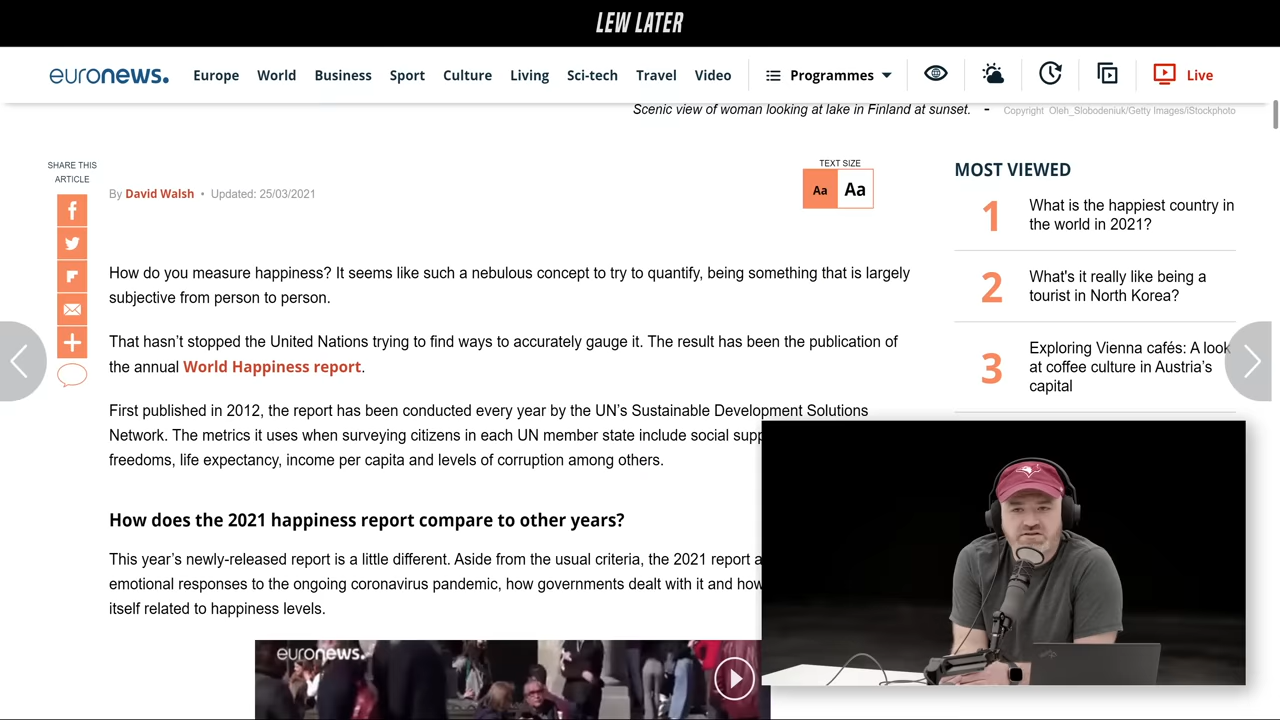 LEW LATER
euronews.
Europe World Business Sport Culture Living Sci-tech Travel Video Programmes Live
Scenic view of woman looking at lake in Finland at sunset. - Copyright Oleh_Slobodeniuk/Getty Images/iStockphoto
SHARE THIS
ARTICLE
By David Walsh • Updated: 25/03/2021
TEXT SIZE
Aa Aa
How do you measure happiness? It seems like such a nebulous concept to try to quantify, being something that is largely
subjective from person to person.
That hasn’t stopped the United Nations trying to find ways to accurately gauge it. The result has been the publication of
the annual World Happiness report.
First published in 2012, the report has been conducted every year by the UN’s Sustainable Development Solutions
Network. The metrics it uses when surveying citizens in each UN member state include social supp
freedoms, life expectancy, income per capita and levels of corruption among others.
How does the 2021 happiness report compare to other years?
This year’s newly-released report is a little different. Aside from the usual criteria, the 2021 report a
emotional responses to the ongoing coronavirus pandemic, how governments dealt with it and how
itself related to happiness levels.
euronews.
MOST VIEWED
1
What is the happiest country in
the world in 2021?
2
What's it really like being a
tourist in North Korea?
3
Exploring Vienna cafés: A look
at coffee culture in Austria’s
capital